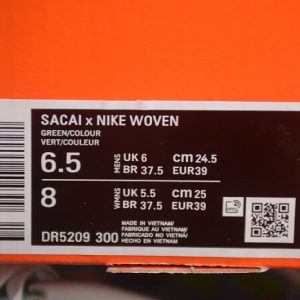 SACAI x NIKE WOVEN
GREEN/COLOUR
VERT/COULEUR
6.5 MENS UK 6 cm 24.5
BR 37.5 EUR39
8 WMNS UK 5.5 cm 25
BR 37.5 EUR39
DR5209 300
MADE IN VIETNAM/
FABRIQUE AU VIETNAM/
FABRICADO NO VIETNÃ/
HECHO EN VIETNAM